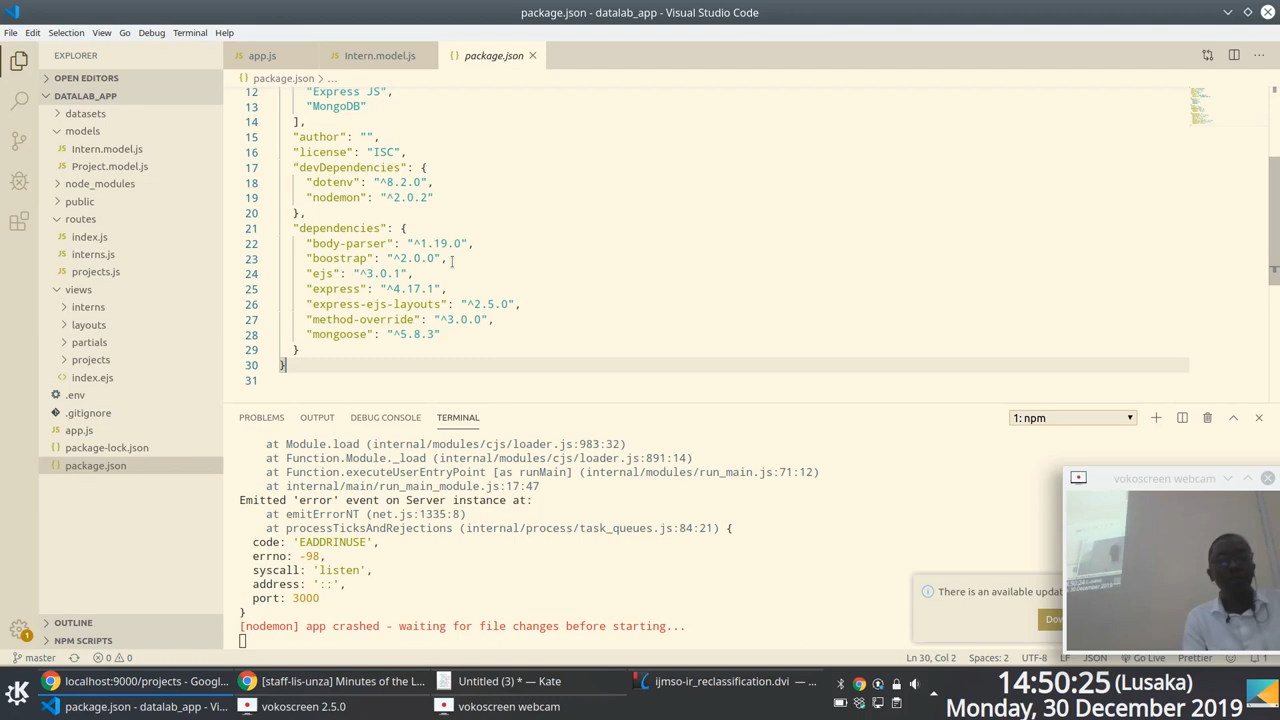 package.json - datalab_app - Visual Studio Code
File Edit Selection View Go Debug Terminal Help
EXPLORER
OPEN EDITORS
DATALAB_APP
datasets
models
Intern.model.js
Project.model.js
node_modules
public
routes
index.js
interns.js
projects.js
views
interns
layouts
partials
projects
index.ejs
.env
.gitignore
app.js
package-lock.json
package.json
OUTLINE
NPM SCRIPTS
JS app.js JS Intern.model.js {} package.json
{} package.json > ...
12 "Express JS",
13 "MongoDB"
14 ],
15 "author": "",
16 "license": "ISC",
17 "devDependencies": {
18 "dotenv": "^8.2.0",
19 "nodemon": "^2.0.2"
20 },
21 "dependencies": {
22 "body-parser": "^1.19.0",
23 "boostrap": "^2.0.0",
24 "ejs": "^3.0.1",
25 "express": "^4.17.1",
26 "express-ejs-layouts": "^2.5.0",
27 "method-override": "^3.0.0",
28 "mongoose": "^5.8.3"
29 }
30 }
31
PROBLEMS OUTPUT DEBUG CONSOLE TERMINAL 1: npm
at Module.load (internal/modules/cjs/loader.js:983:32)
at Function.Module._load (internal/modules/cjs/loader.js:891:14)
at Function.executeUserEntryPoint [as runMain] (internal/modules/run_main.js:71:12)
at internal/main/run_main_module.js:17:47
Emitted 'error' event on Server instance at:
at emitErrorNT (net.js:1335:8)
at processTicksAndRejections (internal/process/task_queues.js:84:21) {
code: 'EADDRINUSE',
errno: -98,
syscall: 'listen',
address: '::',
port: 3000
}
[nodemon] app crashed - waiting for file changes before starting...
vokoscreen webcam
There is an available updat
Dow
master 0 0 Ln 30, Col 2 Spaces: 2 UTF-8 LF JSON Go Live Prettier 1
localhost:9000/projects - Googl... [staff-lis-unza] Minutes of the L... Untitled (3) * — Kate ijmso-ir_reclassification.dvi — ...
package.json - datalab_app - Vi... vokoscreen 2.5.0 vokoscreen webcam
14:50:25 (Lusaka)
Monday, 30 December 2019